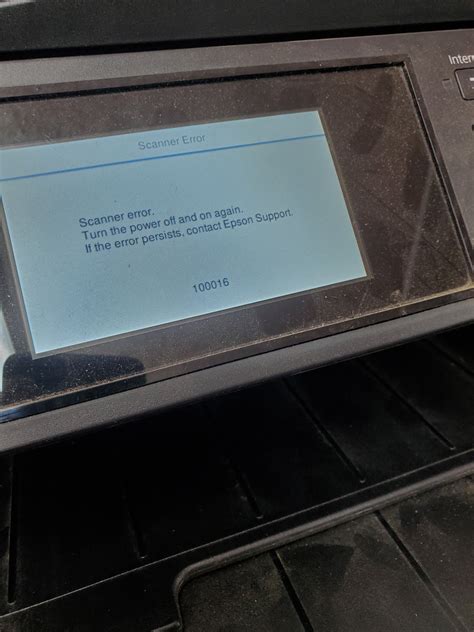 Scanner Error
Scanner error.
Turn the power off and on again.
If the error persists, contact Epson Support.
100016